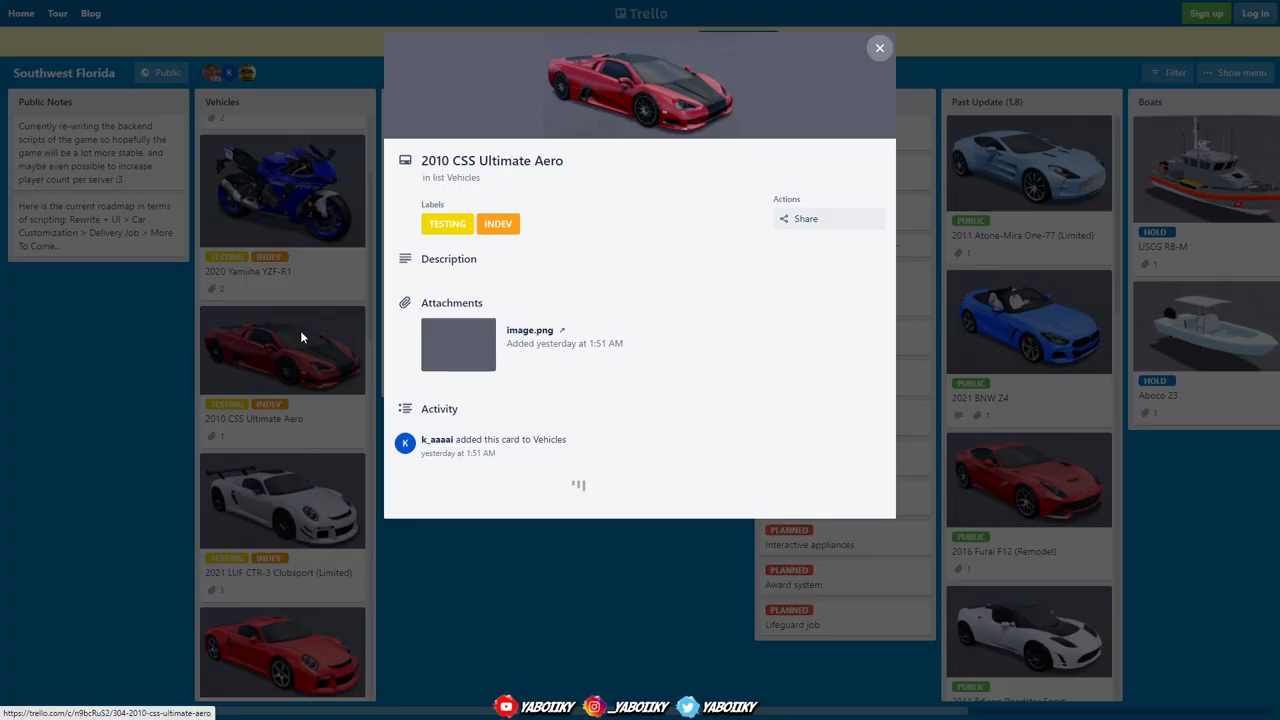 Home Tour Blog
Trello
Sign up Log in
Southwest Florida
Public
K
Filter
Show menu
Public Notes
Currently re-writing the backend
scripts of the game so hopefully the
game will be a lot more stable, and
maybe even possible to increase
player count per server :3
Here is the current roadmap in terms
of scripting: Rewrite + UI > Car
Customization > Delivery Job > More
To Come..
Vehicles
2
TESTING INDEV
2020 Yamiiha YZF-R1
2
TESTING INDEV
2010 CSS Ultimate Aero
1
TESTING INDEV
2021 LUF CTR-3 Clubsport (Limited)
1
2010 CSS Ultimate Aero
in list Vehicles
Labels
TESTING INDEV
Actions
Share
Description
Attachments
image.png ↗
Added yesterday at 1:51 AM
Activity
K
k_aaaai added this card to Vehicles
yesterday at 1:51 AM
PLANNED
Interactive appliances
PLANNED
Award system
PLANNED
Lifeguard job
Past Update (1.8)
PUBLIC
2011 Atone-Mira One-77 (Limited)
1
PUBLIC
2021 BNW Z4
1
PUBLIC
2016 Furai F12 (Remodel)
1
PUBLIC
Boats
HOLD
USCG RB-M
1
HOLD
Aboco 23
1
https://trello.com/c/n9bcRuS2/304-2010-css-ultimate-aero
YABOIIKY _YABOIIKY YABOIIKY